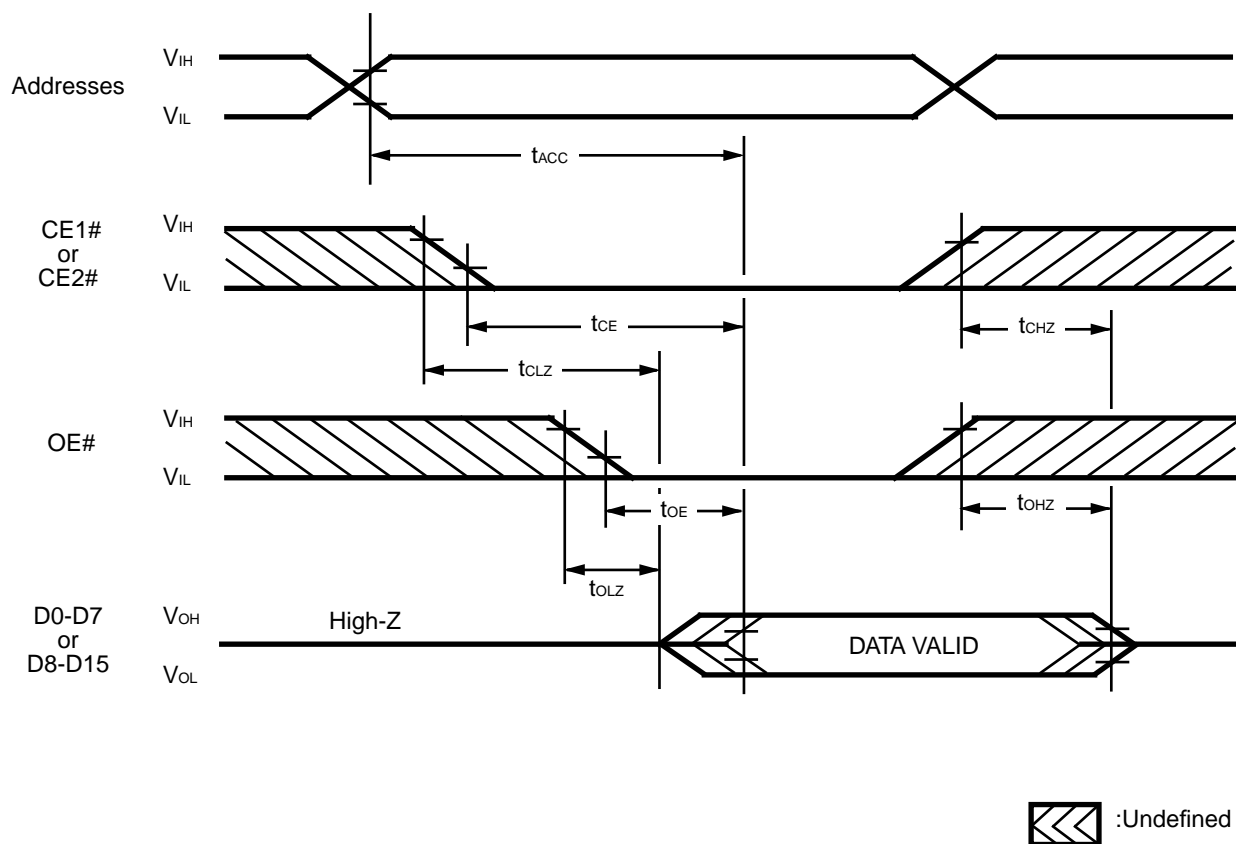 Addresses
VIH
VIL
tACC
CE1#
or
CE2#
VIH
VIL
tCE
tCHZ
tCLZ
OE#
VIH
VIL
tOE
tOHZ
tOLZ
D0-D7
or
D8-D15
VOH
VOL
High-Z
DATA VALID
:Undefined